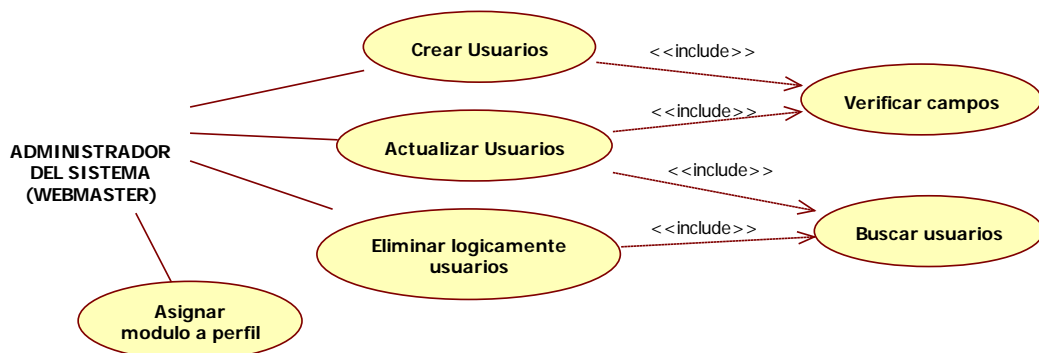 Crear Usuarios
<<include>>
Verificar campos
<<include>>
Actualizar Usuarios
ADMINISTRADOR
DEL SISTEMA
(WEBMASTER)
<<include>>
<<include>>
Buscar usuarios
Eliminar logicamente
usuarios
Asignar
modulo a perfil